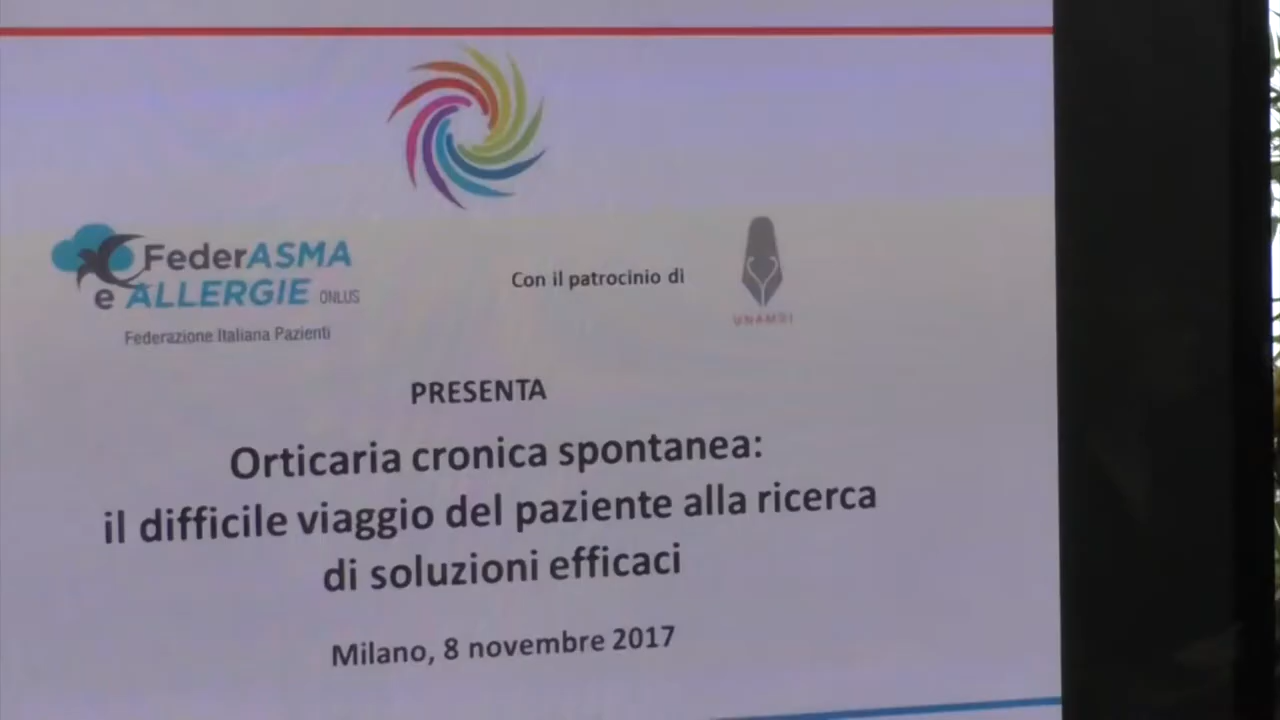 FederASMA
e ALLERGIE ONLUS
Federazione Italiana Pazienti
Con il patrocinio di
UNAMSI
PRESENTA
Orticaria cronica spontanea:
il difficile viaggio del paziente alla ricerca
di soluzioni efficaci
Milano, 8 novembre 2017